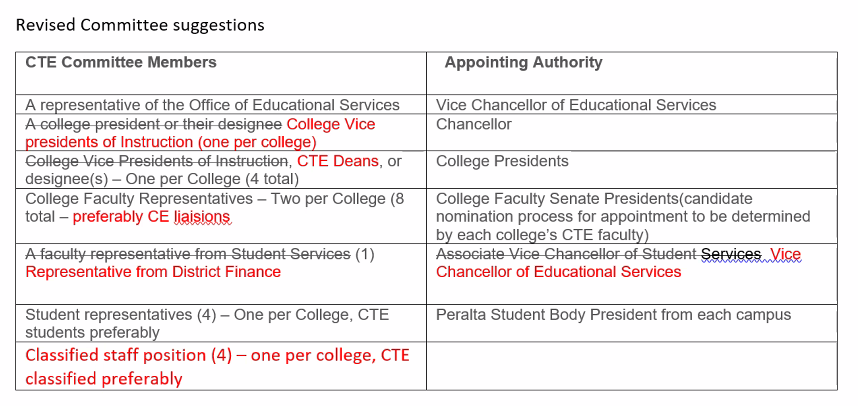 Revised Committee suggestions
CTE Committee Members
Appointing Authority
A representative of the Office of Educational Services
Vice Chancellor of Educational Services
A college president or their designee College Vice
presidents of Instruction (one per college)
Chancellor
College Vice Presidents of Instruction, CTE Deans, or
designee(s) – One per College (4 total)
College Presidents
College Faculty Representatives – Two per College (8
total – preferably CE liaisions
College Faculty Senate Presidents(candidate
nomination process for appointment to be determined
by each college's CTE faculty)
A faculty representative from Student Services (1)
Representative from District Finance
Associate Vice Chancellor of Student Services Vice
Chancellor of Educational Services
Student representatives (4) – One per College, CTE
students preferably
Peralta Student Body President from each campus
Classified staff position (4) – one per college, CTE
classified preferably